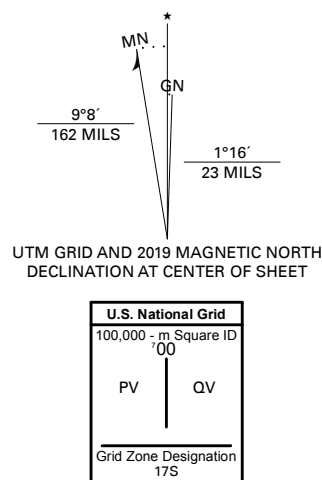 ★
MN
GN
9°8´
162 MILS
1°16´
23 MILS
UTM GRID AND 2019 MAGNETIC NORTH
DECLINATION AT CENTER OF SHEET
U.S. National Grid
100,000 - m Square ID
⁷00
PV QV
Grid Zone Designation
17S